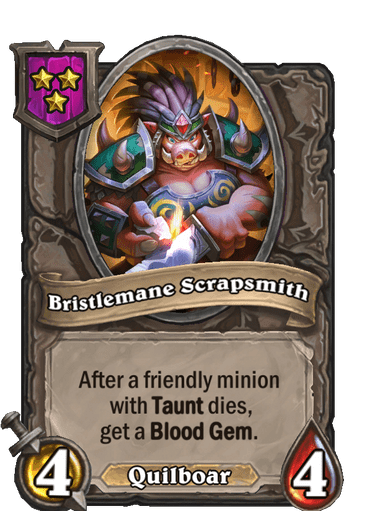 Bristlemane Scrapsmith
After a friendly minion
with Taunt dies,
get a Blood Gem.
4
Quilboar
4